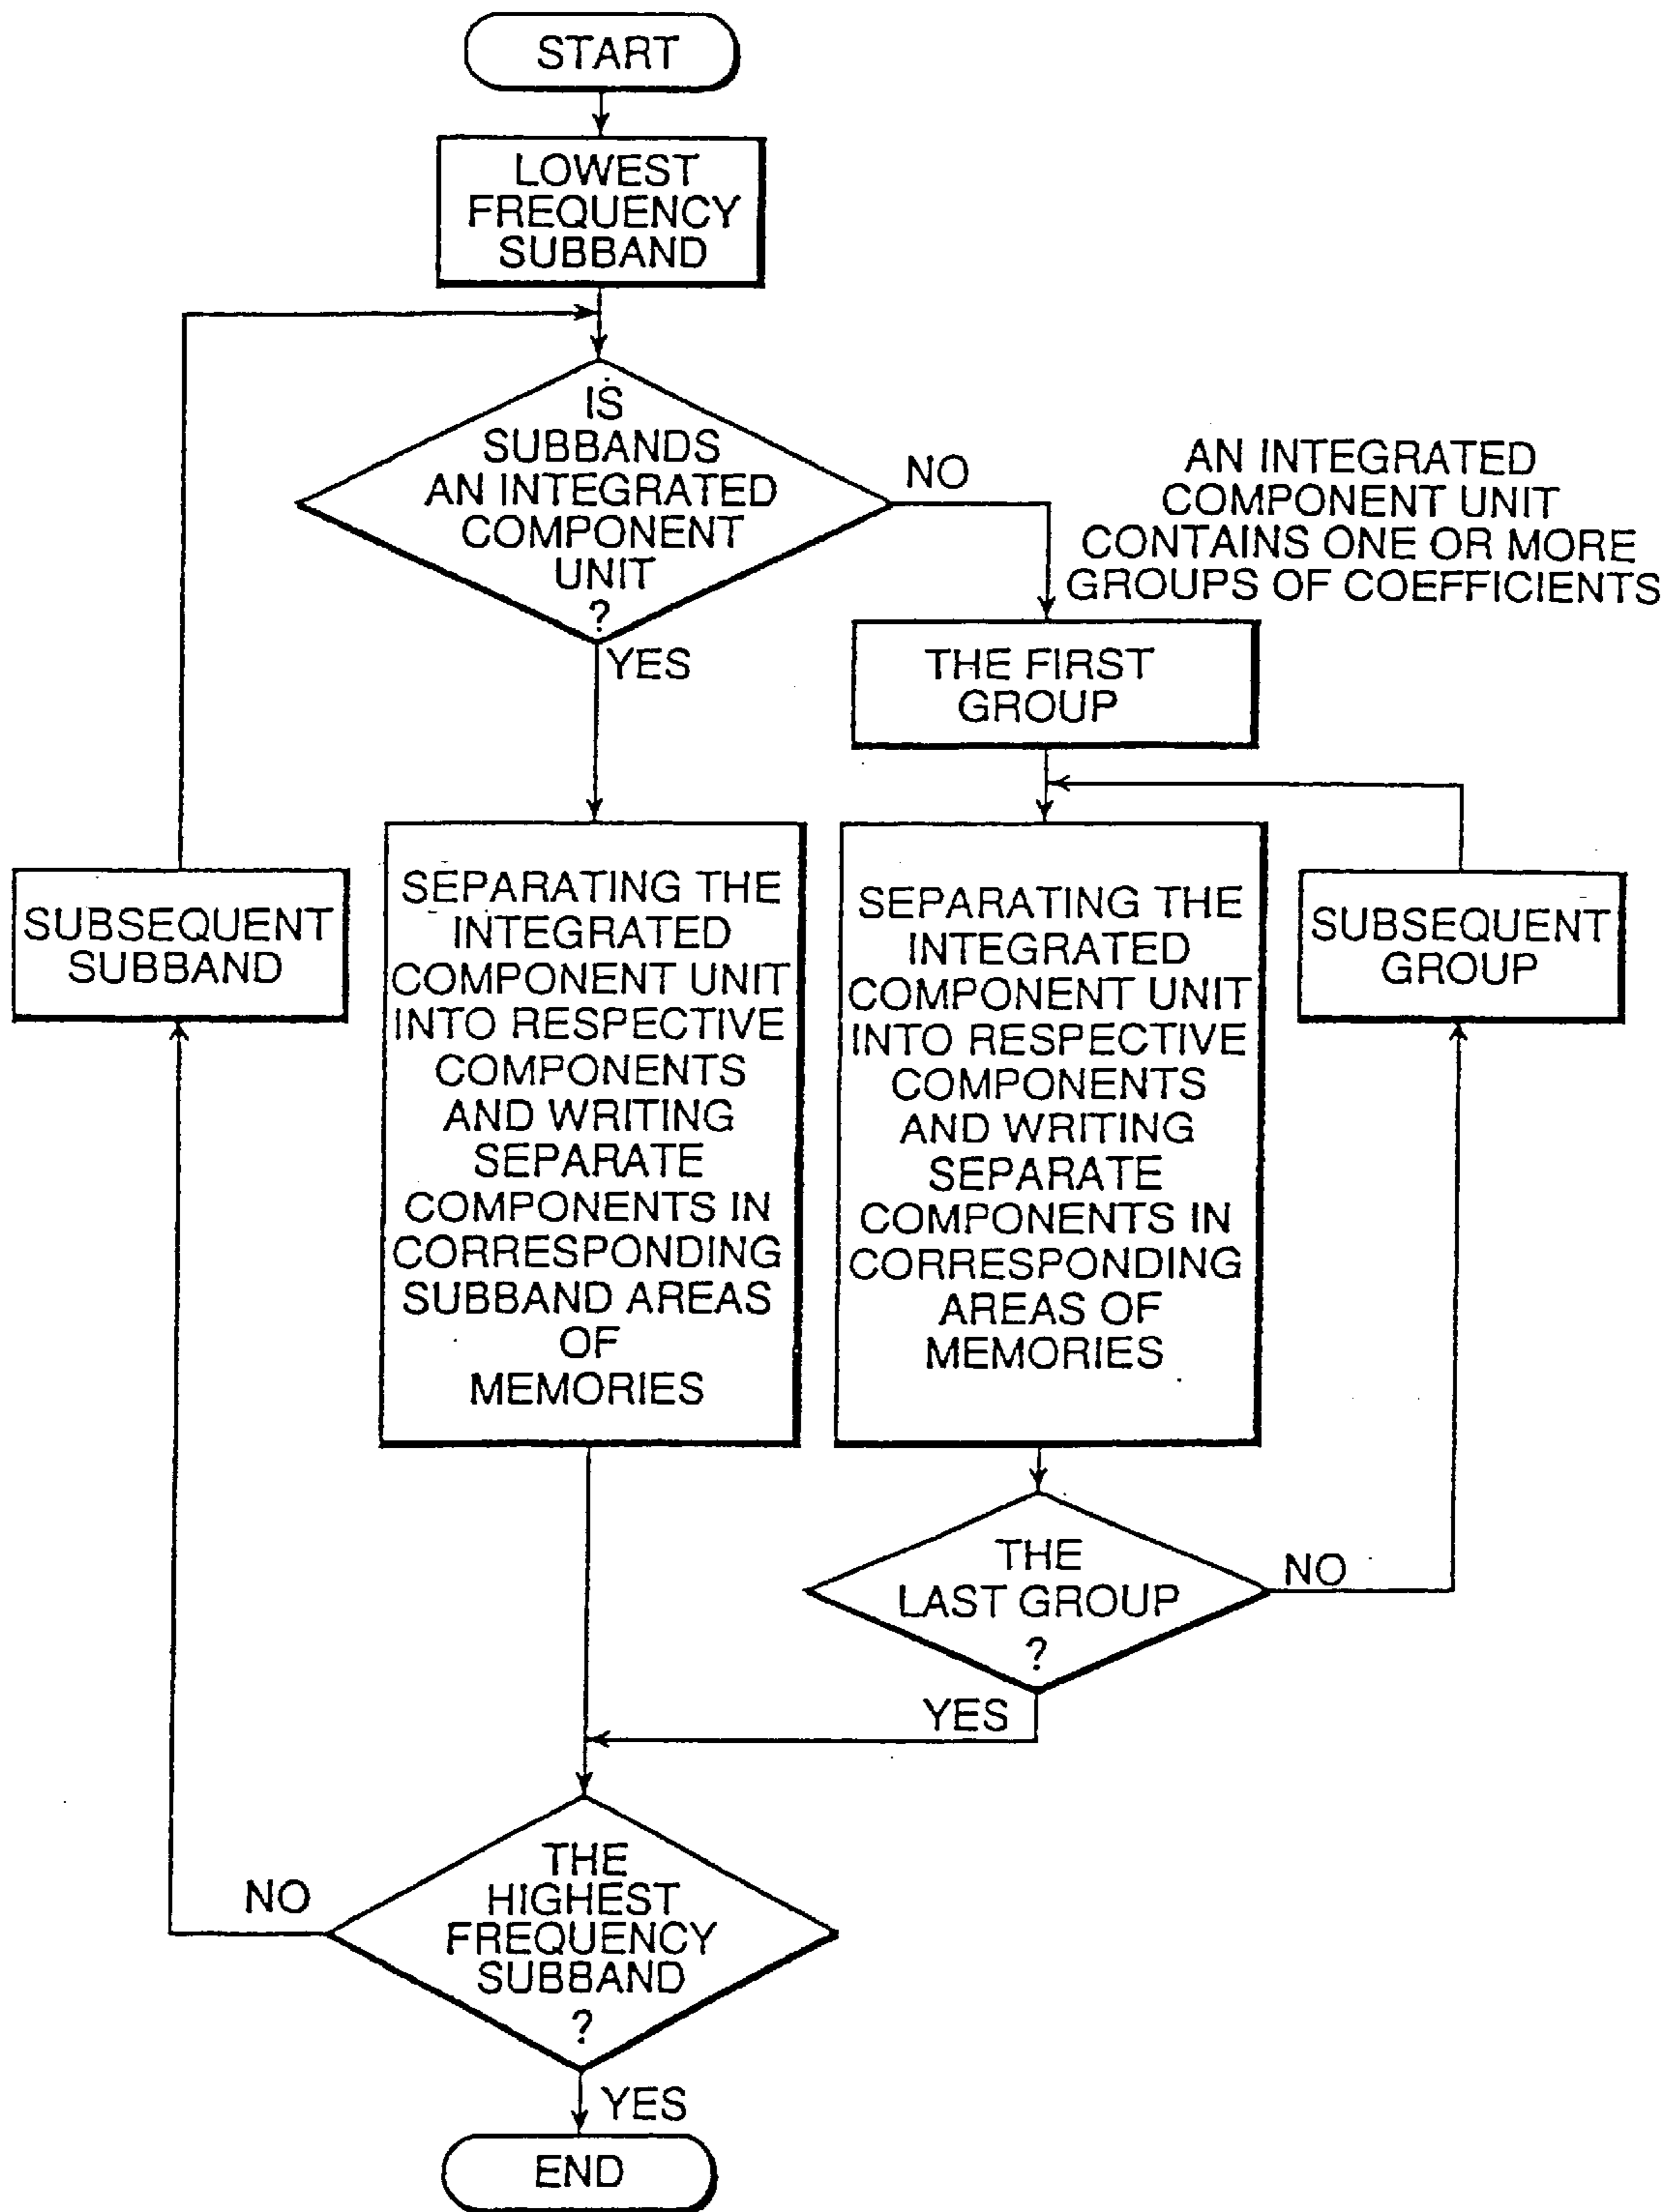 START
LOWEST
FREQUENCY
SUBBAND
IS
SUBBANDS
AN INTEGRATED
COMPONENT
UNIT
?
NO
AN INTEGRATED
COMPONENT UNIT
CONTAINS ONE OR MORE
GROUPS OF COEFFICIENTS
YES
THE FIRST
GROUP
SUBSEQUENT
SUBBAND
SEPARATING THE
INTEGRATED
COMPONENT UNIT
INTO RESPECTIVE
COMPONENTS
AND WRITING
SEPARATE
COMPONENTS IN
CORRESPONDING
SUBBAND AREAS
OF
MEMORIES
SEPARATING THE
INTEGRATED
COMPONENT UNIT
INTO RESPECTIVE
COMPONENTS
AND WRITING
SEPARATE
COMPONENTS IN
CORRESPONDING
AREAS OF
MEMORIES
SUBSEQUENT
GROUP
THE
LAST GROUP
?
NO
YES
THE
HIGHEST
FREQUENCY
SUBBAND
?
NO
YES
END